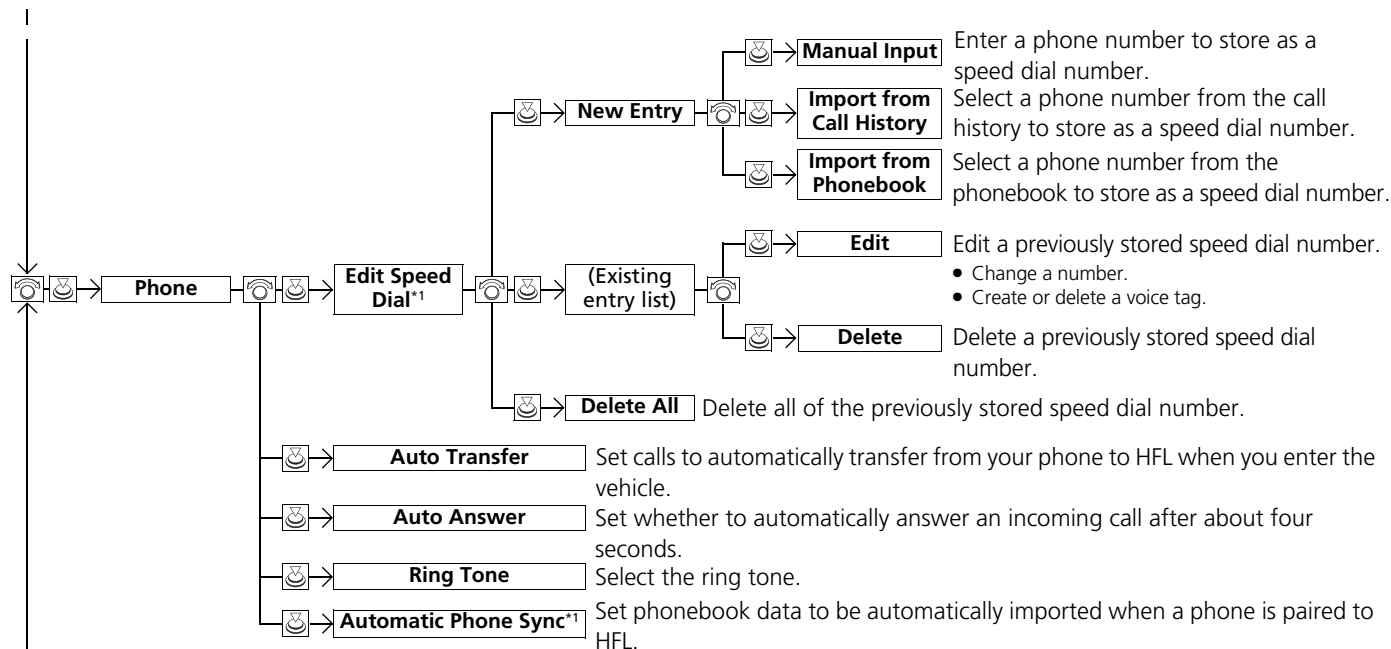 Manual Input
Enter a phone number to store as a
speed dial number.
New Entry
Import from
Call History
Select a phone number from the call
history to store as a speed dial number.
Import from
Phonebook
Select a phone number from the
phonebook to store as a speed dial number.
Phone
Edit Speed
Dial*1
(Existing
entry list)
Edit
Edit a previously stored speed dial number.
● Change a number.
● Create or delete a voice tag.
Delete
Delete a previously stored speed dial
number.
Delete All
Delete all of the previously stored speed dial number.
Auto Transfer
Set calls to automatically transfer from your phone to HFL when you enter the
vehicle.
Auto Answer
Set whether to automatically answer an incoming call after about four
seconds.
Ring Tone
Select the ring tone.
Automatic Phone Sync*1
Set phonebook data to be automatically imported when a phone is paired to
HFL.